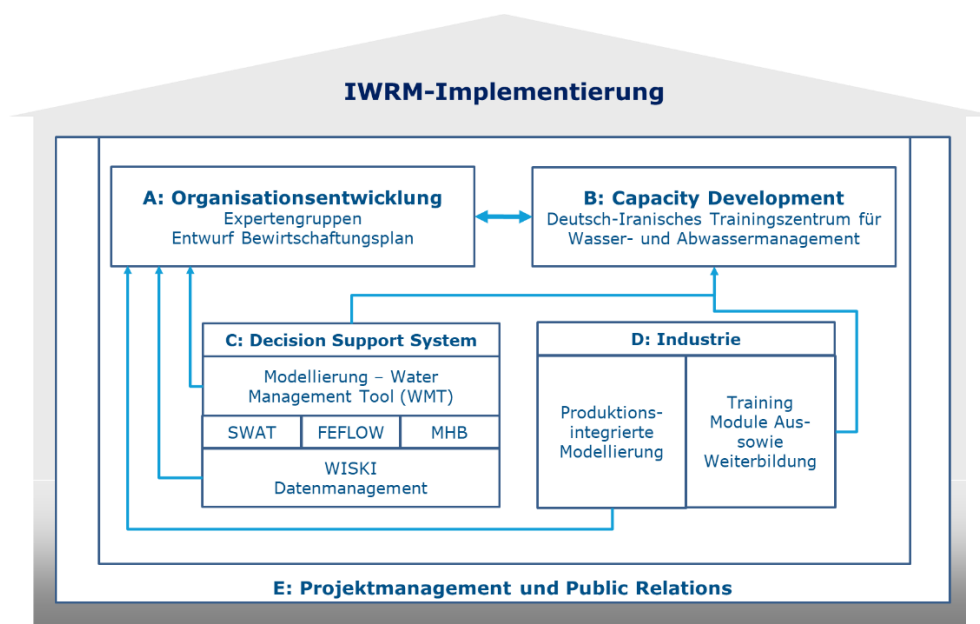 IWRM-Implementierung
A: Organisationsentwicklung
Expertengruppen
Entwurf Bewirtschaftungsplan
B: Capacity Development
Deutsch-Iranisches Trainingszentrum für
Wasser- und Abwassermanagement
C: Decision Support System
Modellierung – Water
Management Tool (WMT)
SWAT
FEFLOW
MHB
WISKI
Datenmanagement
D: Industrie
Produktions-
integrierte
Modellierung
Training
Module Aus-
sowie
Weiterbildung
E: Projektmanagement und Public Relations